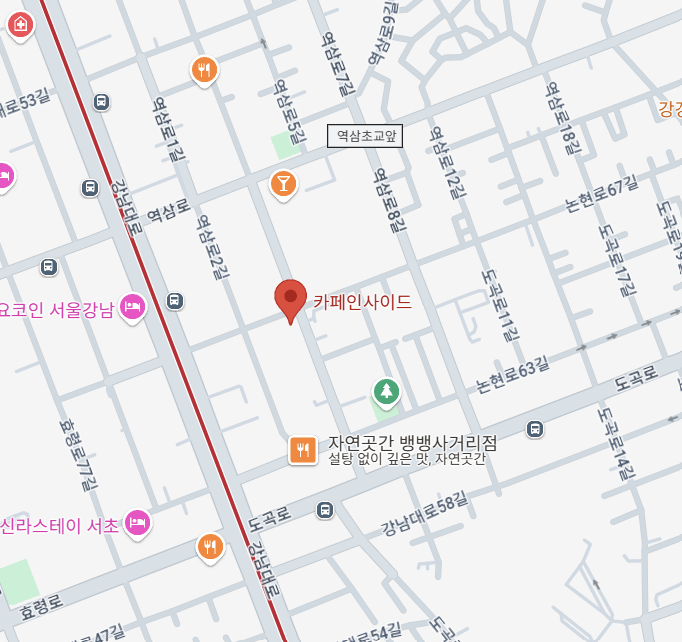 역삼로9길
역삼로7길
대로53길
역삼로5길
역삼로1길
역삼로18길
역삼초교앞
역삼로12길
강남대로
역삼로8길
논현로67길
역삼로
역삼로2길
도곡로17길
카페인사이드
요코인 서울강남
도곡로11길
논현로63길
도곡로
효령로77길
자연곳간 뱅뱅사거리점
설탕 없이 깊은 맛, 자연곳간
도곡로14길
강남대로58길
신라스테이 서초
도곡로
강남대로
효령로
47길
대로54길